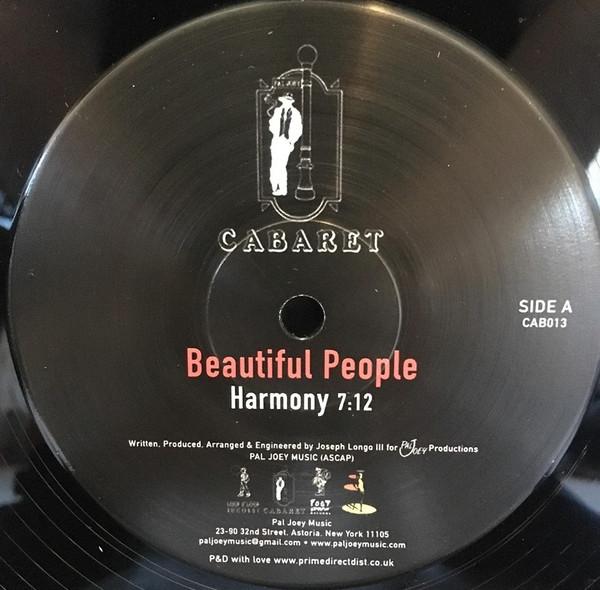 PAL JOEY
CABARET
SIDE A
CAB013
Beautiful People
Harmony 7:12
Written, Produced, Arranged & Engineered by Joseph Longo III for PAL JOEY Productions
PAL JOEY MUSIC (ASCAP)
CABARET
Pal Joey Music
23-90 32nd Street, Astoria, New York 11105
paljoeymusic@gmail.com • www.paljoeymusic.com
P&D with love www.primedirectdist.co.uk